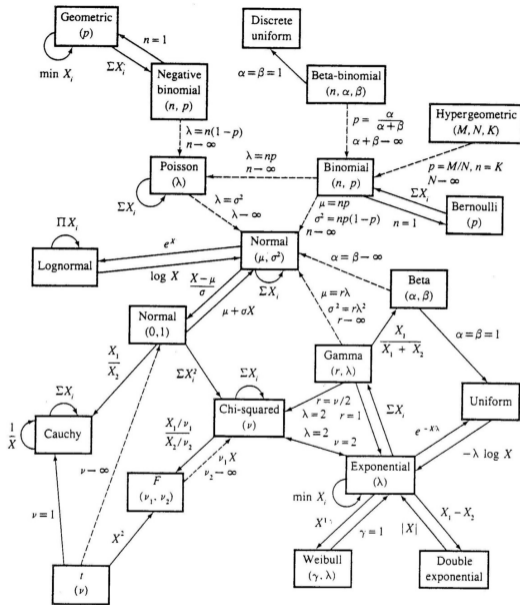 Geometric
(p)
min X_i
n = 1
ΣX_i
Negative
binomial
(n, p)
Discrete
uniform
α = β = 1
Beta-binomial
(n, α, β)
p = α/(α + β)
α + β → ∞
Hypergeometric
(M, N, K)
p = M/N, n = K
N → ∞
λ = n(1 − p)
n → ∞
Poisson
(λ)
ΣX_i
λ = np
n → ∞
Binomial
(n, p)
ΣX_i
n = 1
Bernoulli
(p)
λ = σ²
λ → ∞
μ = np
σ² = np(1 − p)
n → ∞
ΠX_i
Lognormal
e^X
log X
Normal
(μ, σ²)
ΣX_i
α = β → ∞
Beta
(α, β)
(X − μ)/σ
μ + σX
Normal
(0, 1)
μ = rλ
σ² = rλ²
r → ∞
X_1/(X_1 + X_2)
α = β = 1
Gamma
(r, λ)
X_1/X_2
ΣX_i²
ΣX_i
ΣX_i
Cauchy
1/X
Chi-squared
(ν)
r = ν/2
λ = 2
r = 1
ΣX_i
Uniform
e^(−X/λ)
−λ log X
X_1/ν_1
X_2/ν_2
λ = 2
ν = 2
ν → ∞
ν_1 X
ν_2 → ∞
F
(ν_1, ν_2)
Exponential
(λ)
min X_i
ν = 1
X²
γ = 1
|X|
X_1 − X_2
t
(ν)
Weibull
(γ, λ)
Double
exponential